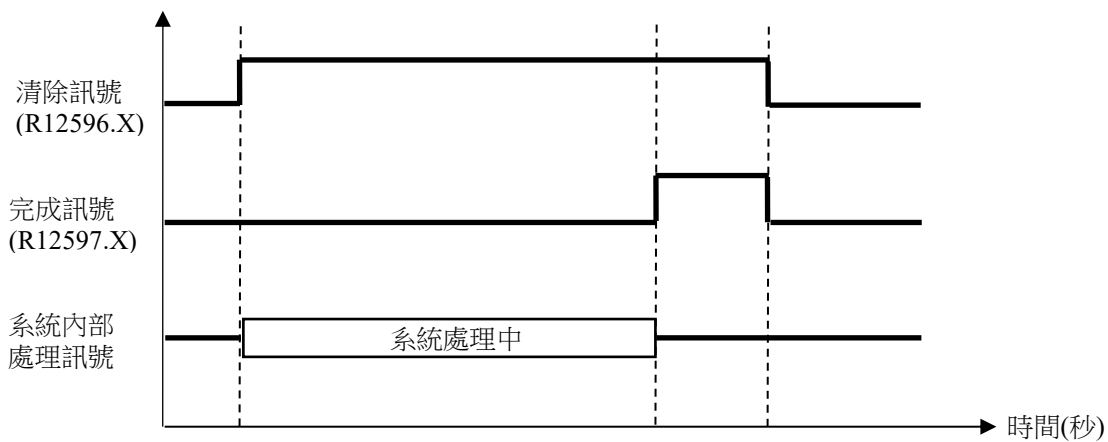 清除訊號
(R12596.X)
完成訊號
(R12597.X)
系統內部
處理訊號
系統處理中
時間(秒)